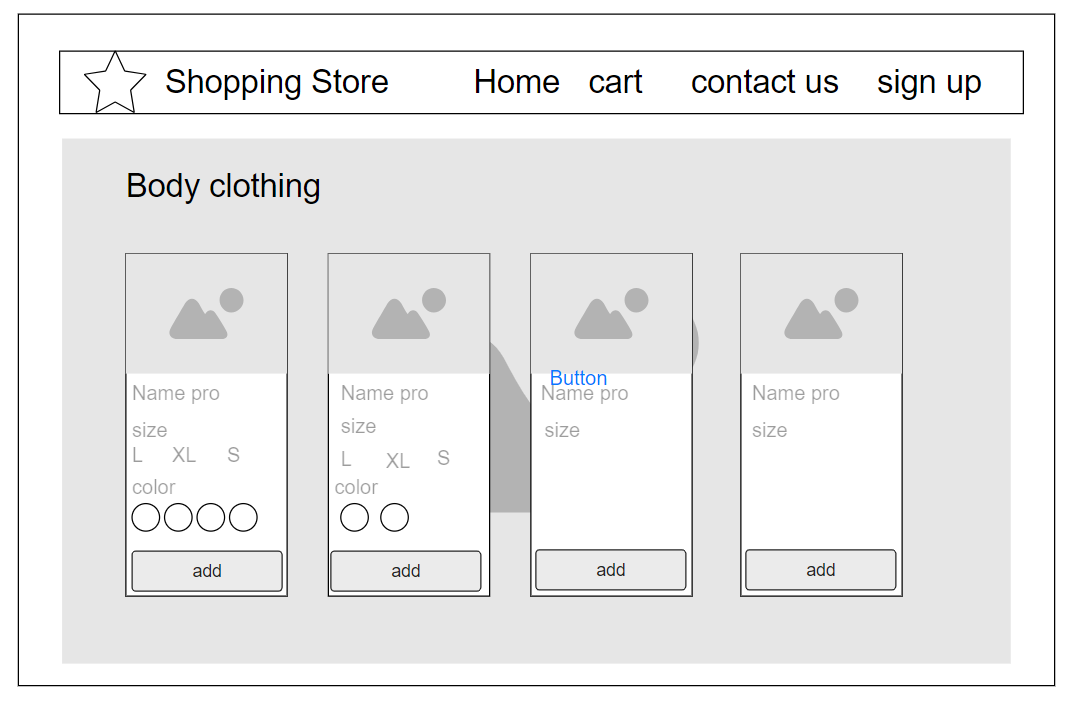 Shopping Store Home cart contact us sign up
Body clothing
Name pro
size
L XL S
color
add
Name pro
size
L XL S
color
add
Button
Name pro
size
add
Name pro
size
add